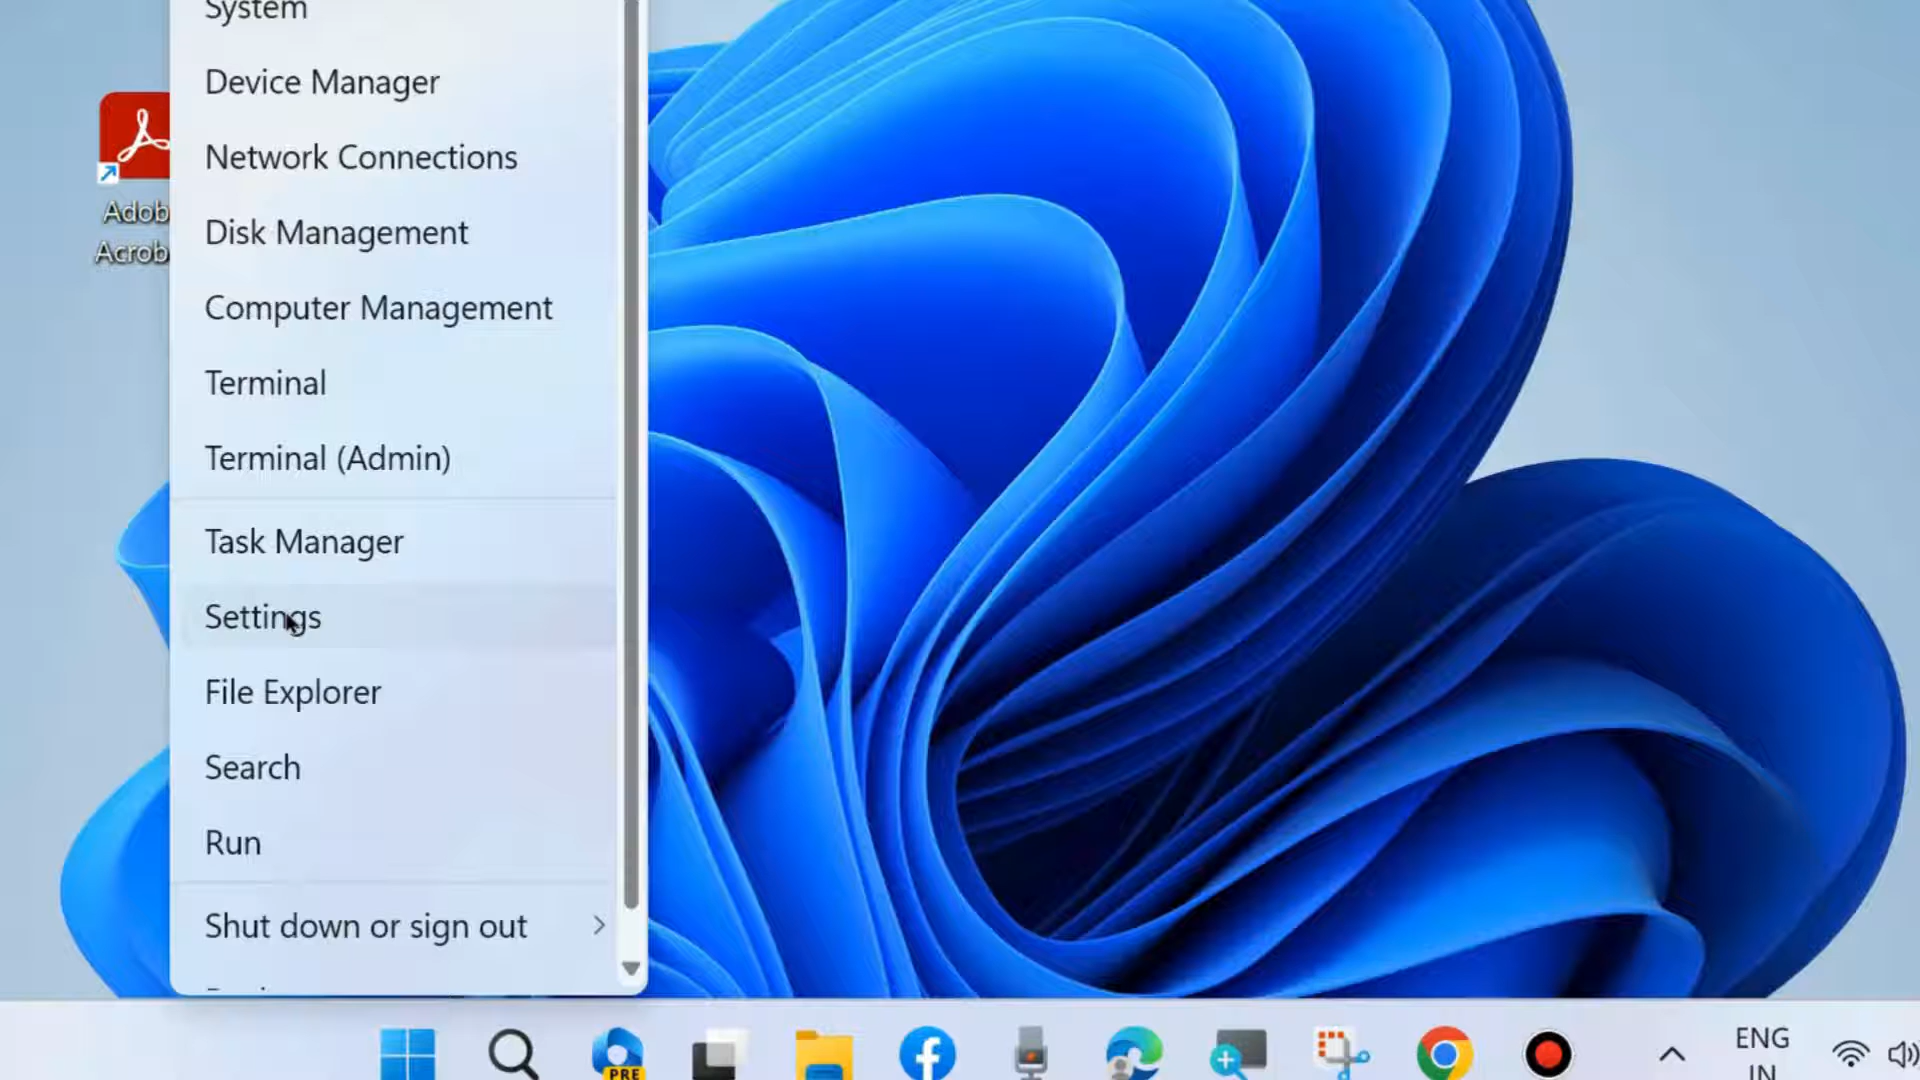 System
Device Manager
Network Connections
Disk Management
Computer Management
Terminal
Terminal (Admin)
Task Manager
Settings
File Explorer
Search
Run
Shut down or sign out
Adob
Acrob
PRE
ENG
IN